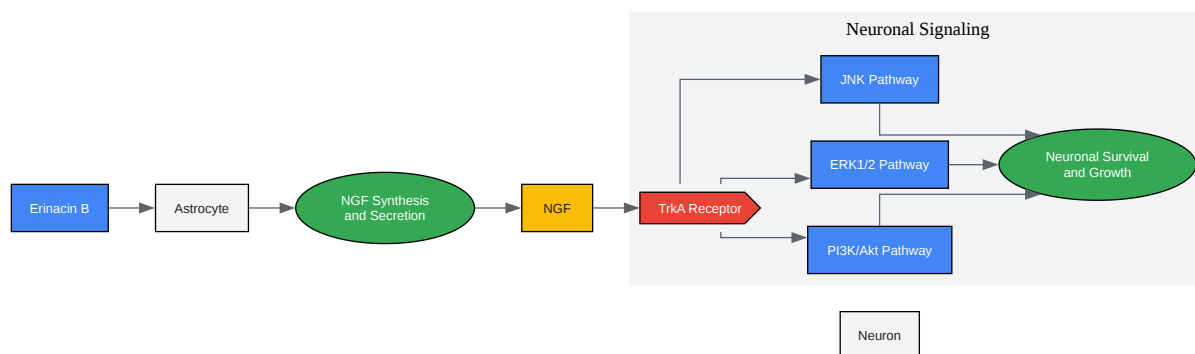 Neuronal Signaling
JNK Pathway
ERK1/2 Pathway
Neuronal Survival
and Growth
Erinacin B
Astrocyte
NGF Synthesis
and Secretion
NGF
TrkA Receptor
PI3K/Akt Pathway
Neuron